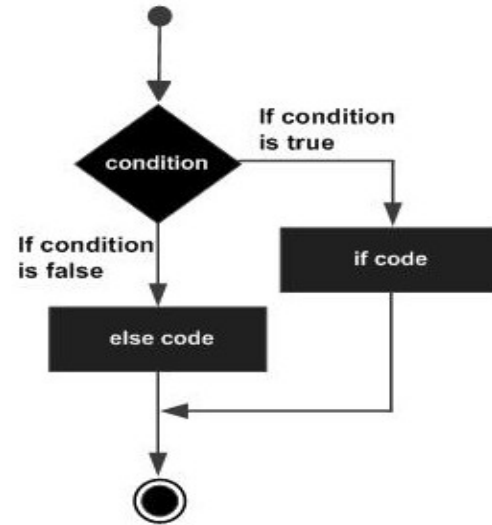 If condition
is true
condition
If condition
is false
if code
else code